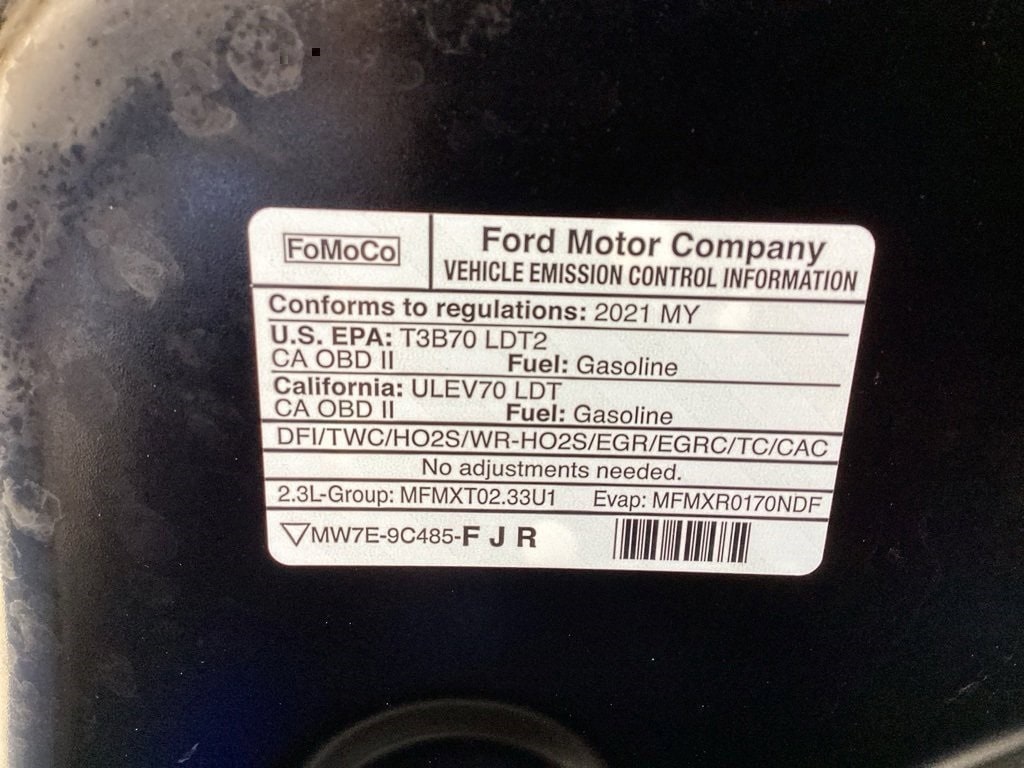 FoMoCo
Ford Motor Company
VEHICLE EMISSION CONTROL INFORMATION
Conforms to regulations: 2021 MY
U.S. EPA: T3B70 LDT2
CA OBD II Fuel: Gasoline
California: ULEV70 LDT
CA OBD II Fuel: Gasoline
DFI/TWC/HO2S/WR-HO2S/EGR/EGRC/TC/CAC
No adjustments needed.
2.3L-Group: MFMXT02.33U1 Evap: MFMXR0170NDF
MW7E-9C485-F J R